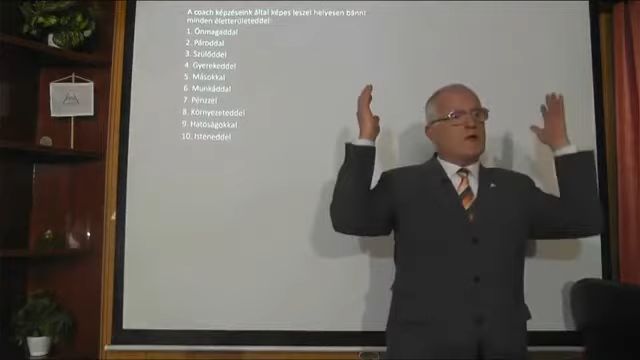 A coach képzéseink által képes leszel helyesen bánni
minden életterületeddel:
1. Önmagaddal
2. Pároddal
3. Szülőddel
4. Gyerekeddel
5. Másokkal
6. Munkáddal
7. Pénzzel
8. Környezeteddel
9. Hatóságokkal
10. Isteneddel